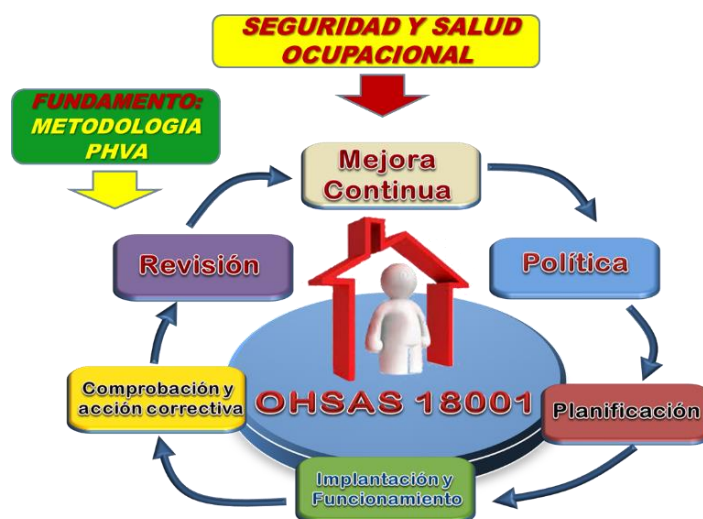 SEGURIDAD Y SALUD
OCUPACIONAL
FUNDAMENTO:
METODOLOGIA
PHVA
Mejora
Continua
Revisión
Política
Comprobación y
acción correctiva
OHSAS 18001
Planificación
Implantación y
Funcionamiento